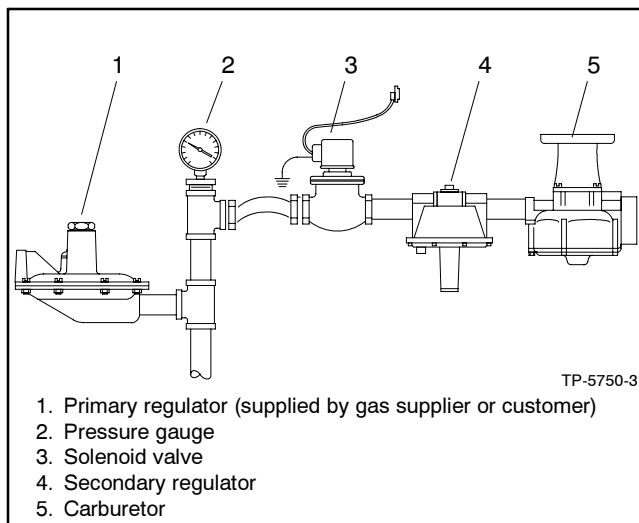 1 2 3 4 5
TP-5750-3
1. Primary regulator (supplied by gas supplier or customer)
2. Pressure gauge
3. Solenoid valve
4. Secondary regulator
5. Carburetor